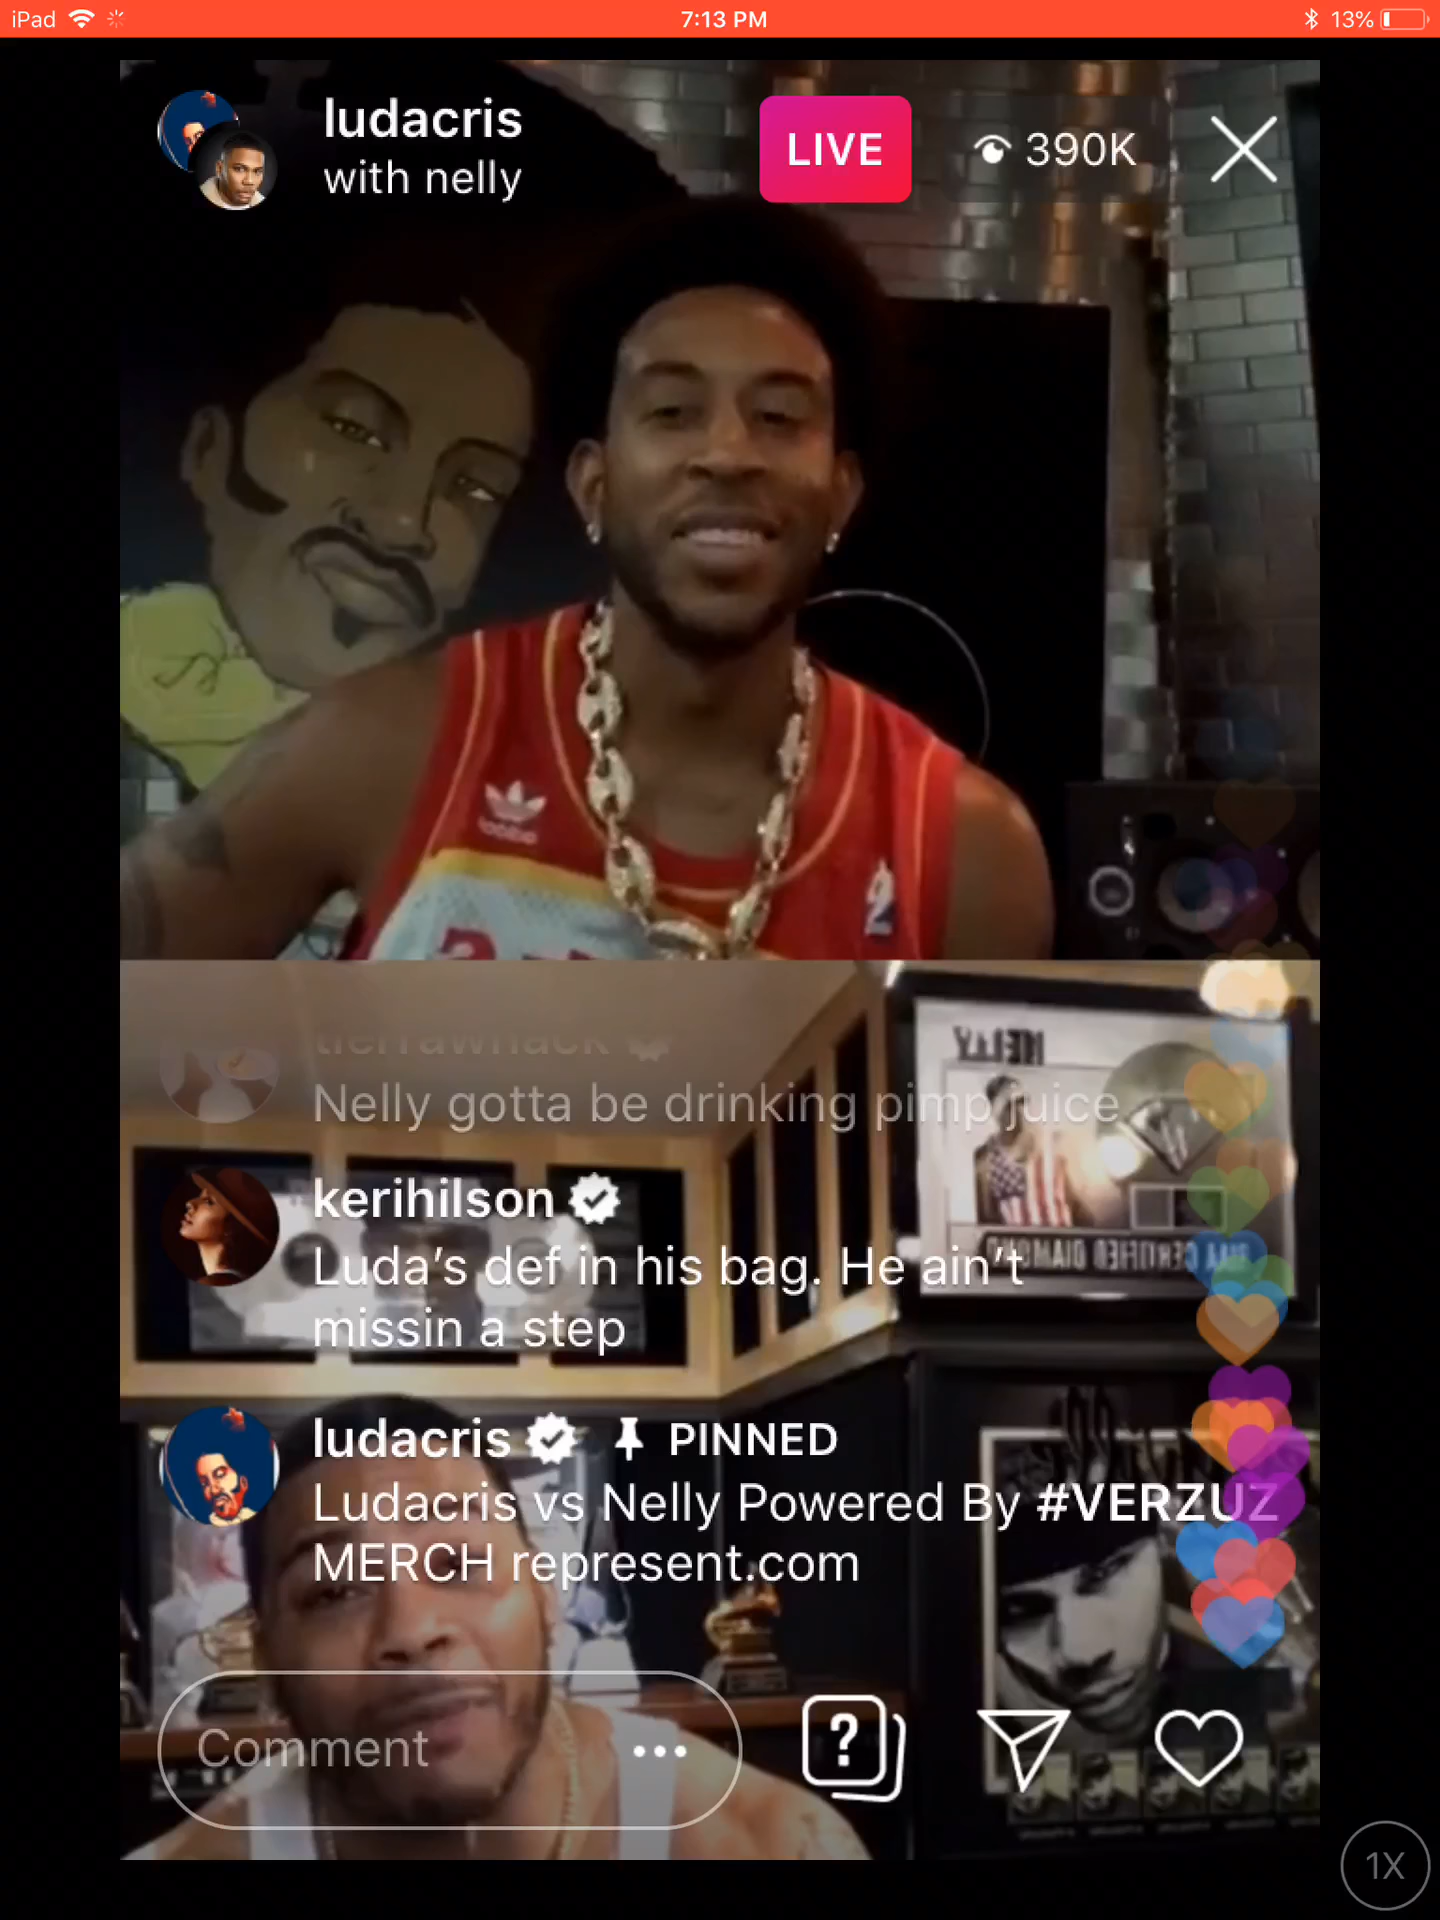 iPad 7:13 PM 13%
ludacris
with nelly
LIVE
390K
tierrawhack
Nelly gotta be drinking pimp juice
kerihilson
Luda’s def in his bag. He ain’t
missin a step
ludacris PINNED
Ludacris vs Nelly Powered By #VERZUZ
MERCH represent.com
Comment
1X
NELLY